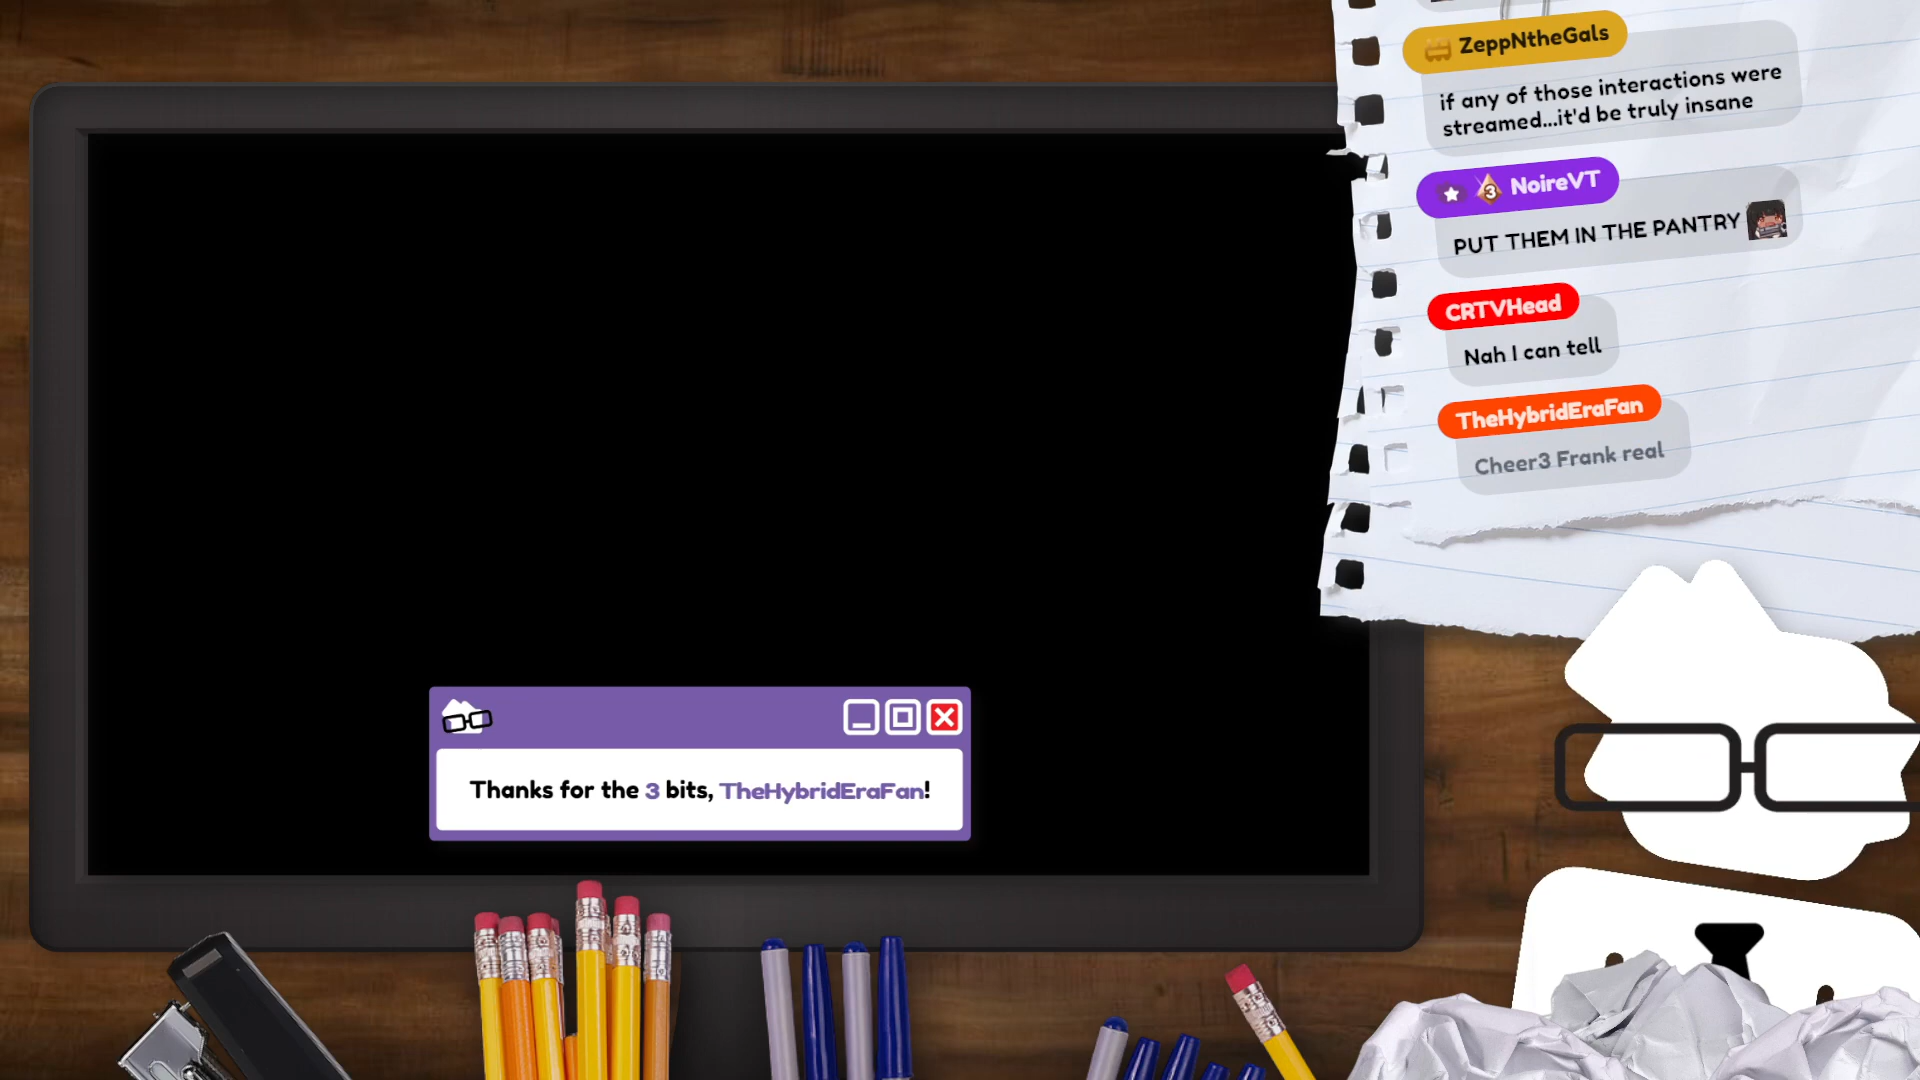 ZeppNtheGals
if any of those interactions were
streamed...it'd be truly insane
3 NoireVT
PUT THEM IN THE PANTRY
CRTVHead
Nah I can tell
TheHybridEraFan
Cheer3 Frank real
Thanks for the 3 bits, TheHybridEraFan!